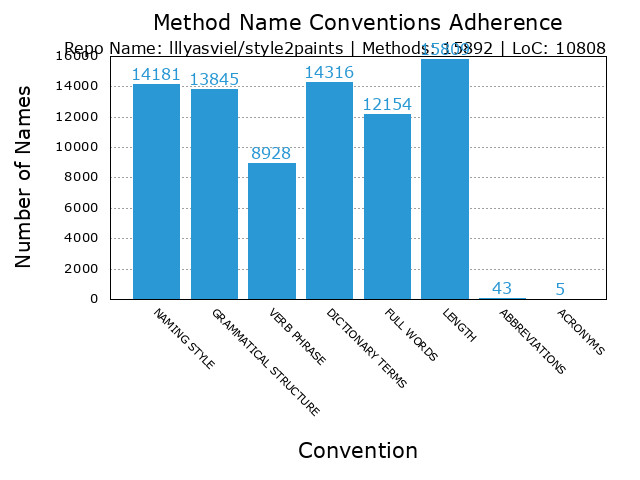 Method Name Conventions Adherence
Repo Name: lllyasviel/style2paints | Methods: 15892 | LoC: 10808
Number of Names
16000
14000
12000
10000
8000
6000
4000
2000
0
14181
13845
8928
14316
12154
15809
43
5
NAMING STYLE
GRAMMATICAL STRUCTURE
VERB PHRASE
DICTIONARY TERMS
FULL WORDS
LENGTH
ABBREVIATIONS
ACRONYMS
Convention